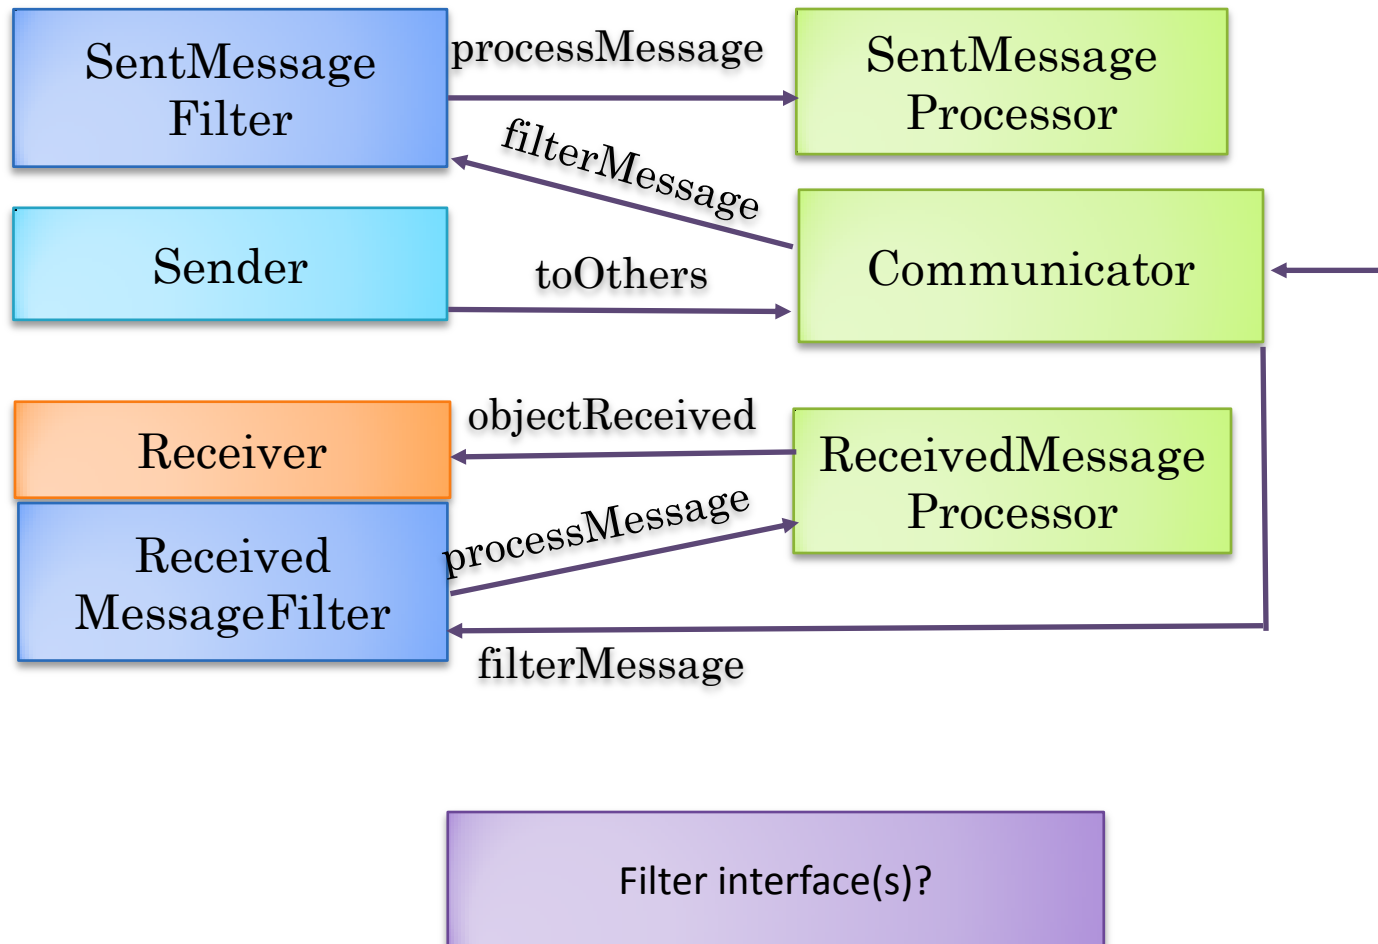 SentMessage
Filter
processMessage
SentMessage
Processor
filterMessage
Sender
toOthers
Communicator
Receiver
objectReceived
ReceivedMessage
Processor
processMessage
Received
MessageFilter
filterMessage
Filter interface(s)?